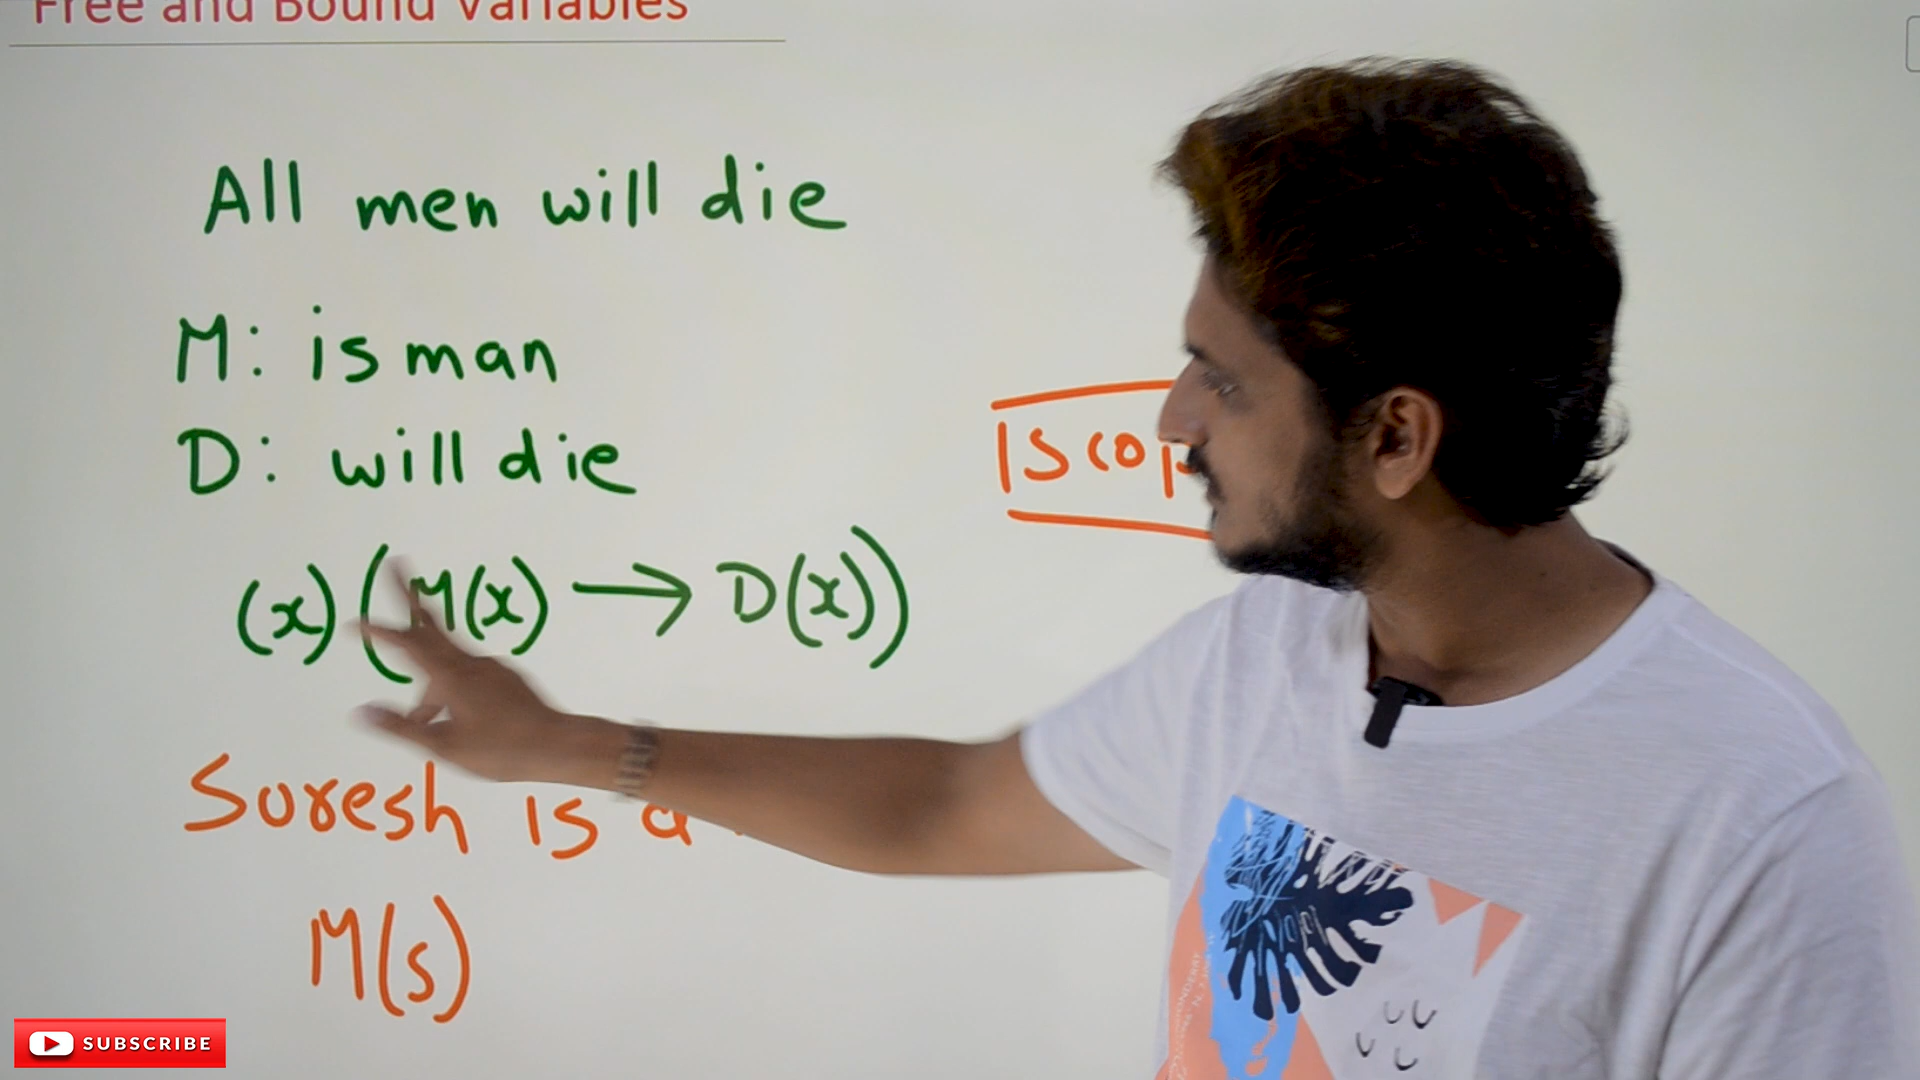 Free and Bound Variables
All men will die
M: is man
D: will die
(x) (M(x) → D(x))
Suresh is a
M(s)
SUBSCRIBE